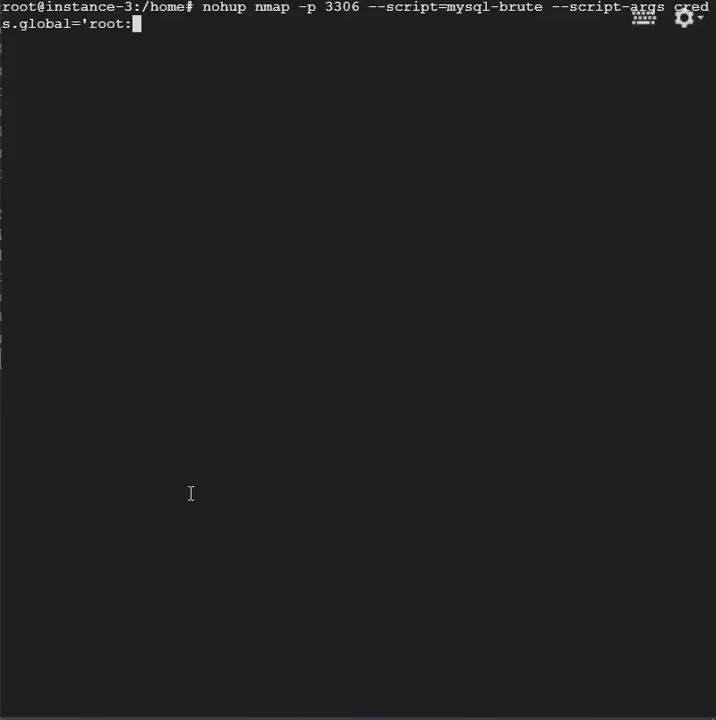 root@instance-3:/home# nohup nmap -p 3306 --script=mysql-brute --script-args cred
s.global='root: